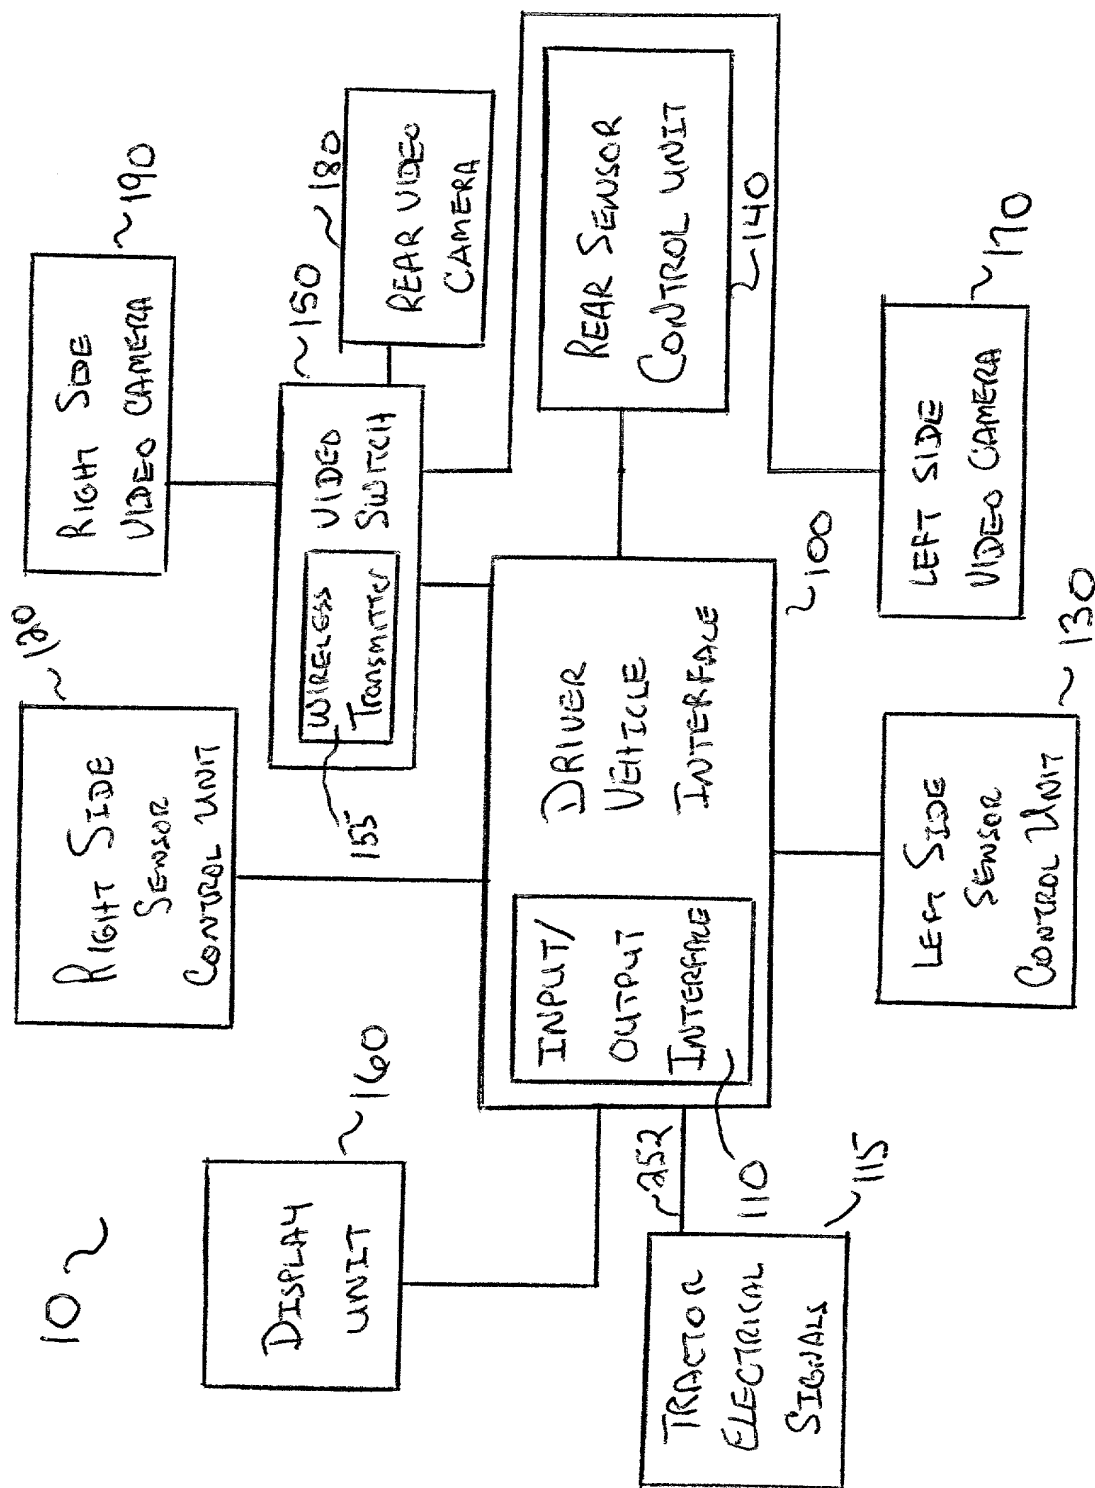 10
DISPLAY
UNIT
160
TRACTOR
ELECTRICAL
SIGNALS
115
252
RIGHT SIDE
SENSOR
CONTROL UNIT
120
INPUT/
OUTPUT
INTERFACE
110
DRIVER
VEHICLE
INTERFACE
100
LEFT SIDE
SENSOR
CONTROL UNIT
130
WIRELESS
Transmitter
155
VIDEO
SWITCH
150
RIGHT SIDE
VIDEO CAMERA
190
REAR VIDEO
CAMERA
180
REAR SENSOR
CONTROL UNIT
140
LEFT SIDE
VIDEO CAMERA
170